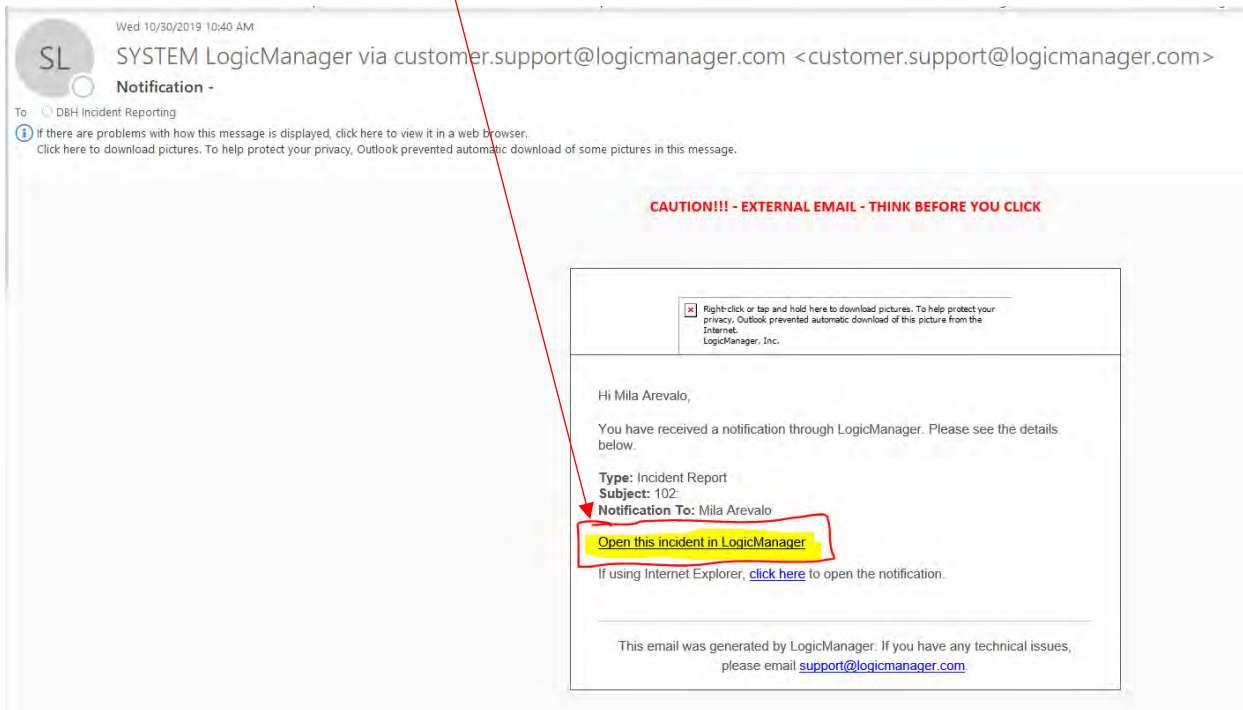 Wed 10/30/2019 10:40 AM
SL
SYSTEM LogicManager via customer.support@logicmanager.com <customer.support@logicmanager.com>
Notification -
To DBH Incident Reporting
If there are problems with how this message is displayed, click here to view it in a web browser.
Click here to download pictures. To help protect your privacy, Outlook prevented automatic download of some pictures in this message.
CAUTION!!! - EXTERNAL EMAIL - THINK BEFORE YOU CLICK
Right-click or tap and hold here to download pictures. To help protect your
privacy, Outlook prevented automatic download of this picture from the
Internet.
LogicManager, Inc.
Hi Mila Arevalo,
You have received a notification through LogicManager. Please see the details
below.
Type: Incident Report
Subject: 102:
Notification To: Mila Arevalo
Open this incident in LogicManager
If using Internet Explorer, click here to open the notification.
This email was generated by LogicManager. If you have any technical issues,
please email support@logicmanager.com.